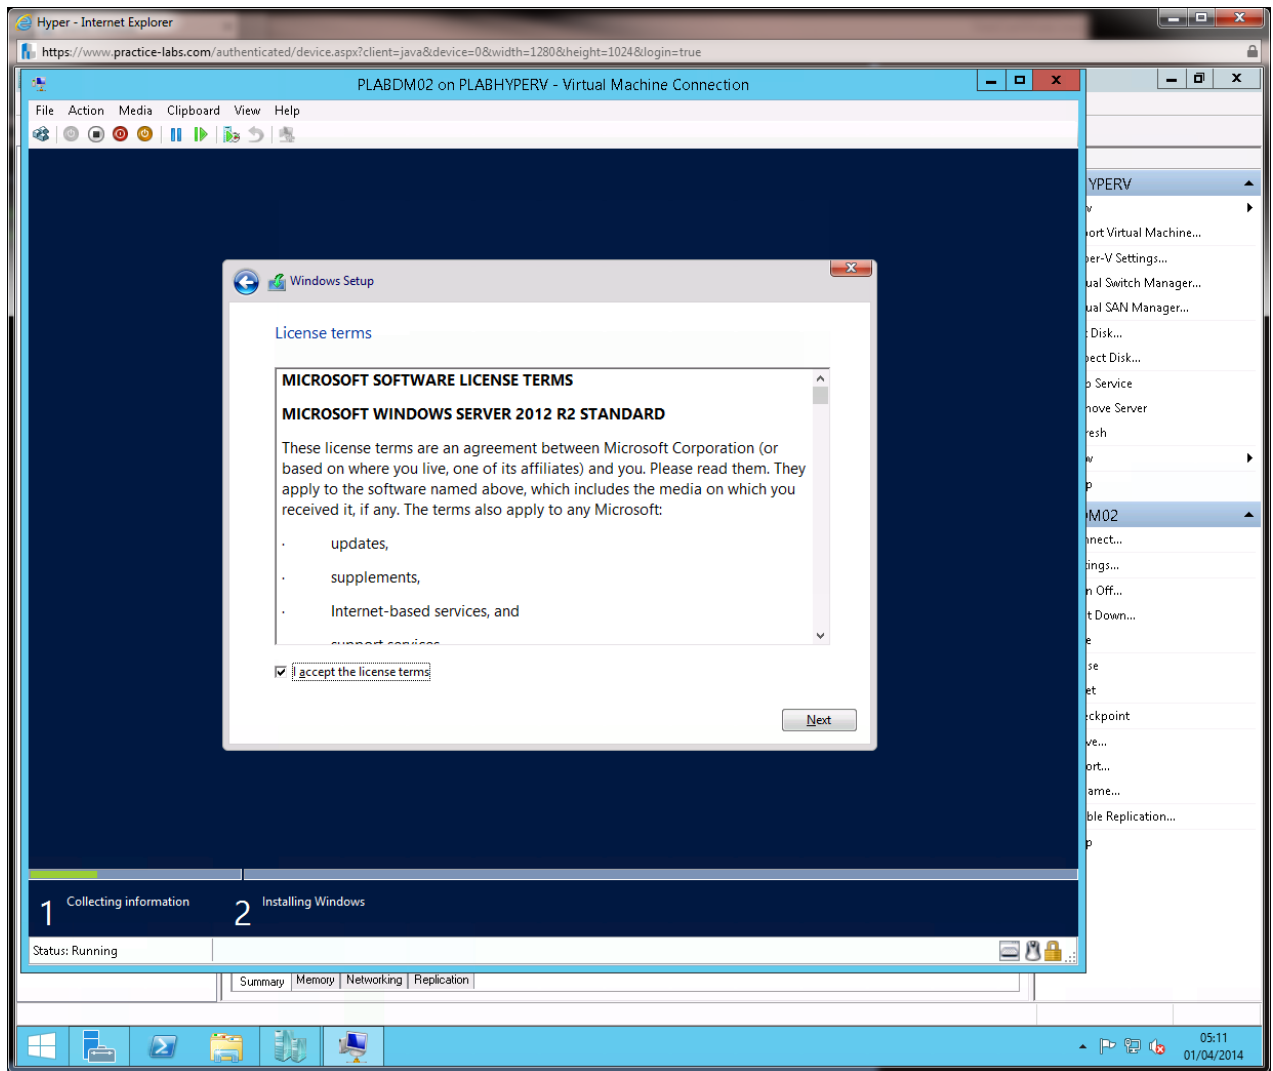 Hyper - Internet Explorer
https://www.practice-labs.com/authenticated/device.aspx?client=java&device=0&width=1280&height=1024&login=true
PLABDM02 on PLABHYPERV - Virtual Machine Connection
File Action Media Clipboard View Help
YPERV
ort Virtual Machine...
er-V Settings...
ual Switch Manager...
ual SAN Manager...
Disk...
ect Disk...
Service
nove Server
resh
p
M02
nnect...
ings...
n Off...
t Down...
e
se
et
eckpoint
ve...
ort...
ame...
ble Replication...
p
Windows Setup
License terms
MICROSOFT SOFTWARE LICENSE TERMS
MICROSOFT WINDOWS SERVER 2012 R2 STANDARD
These license terms are an agreement between Microsoft Corporation (or
based on where you live, one of its affiliates) and you. Please read them. They
apply to the software named above, which includes the media on which you
received it, if any. The terms also apply to any Microsoft:
· updates,
· supplements,
· Internet-based services, and
support services
I accept the license terms
Next
1 Collecting information 2 Installing Windows
Status: Running
Summary Memory Networking Replication
05:11
01/04/2014